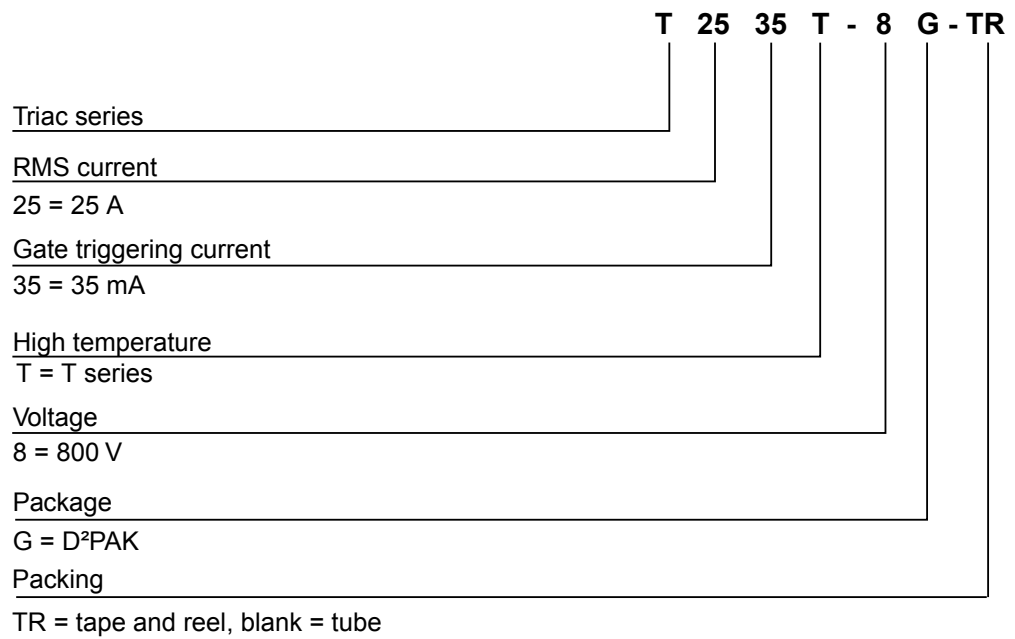 T 25 35 T - 8 G - TR
Triac series
RMS current
25 = 25 A
Gate triggering current
35 = 35 mA
High temperature
T = T series
Voltage
8 = 800 V
Package
G = D²PAK
Packing
TR = tape and reel, blank = tube